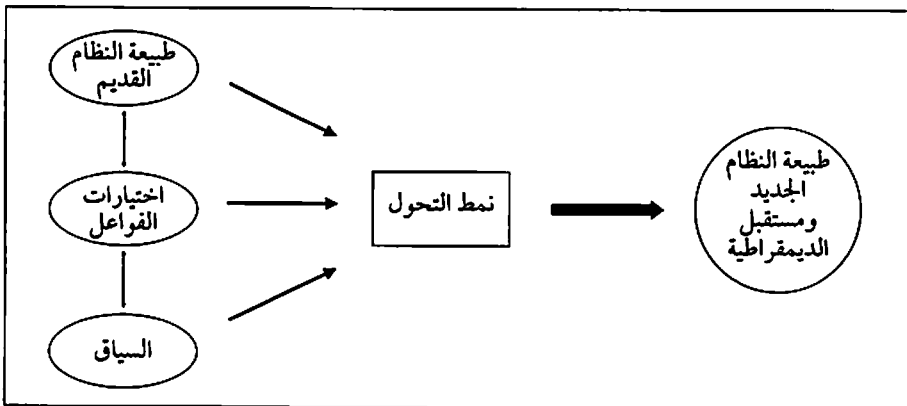 طبيعة النظام
القديم
اختيارات
الفواعل
السياق
نمط التحول
طبيعة النظام
الجديد
ومستقبل
الديمقراطية